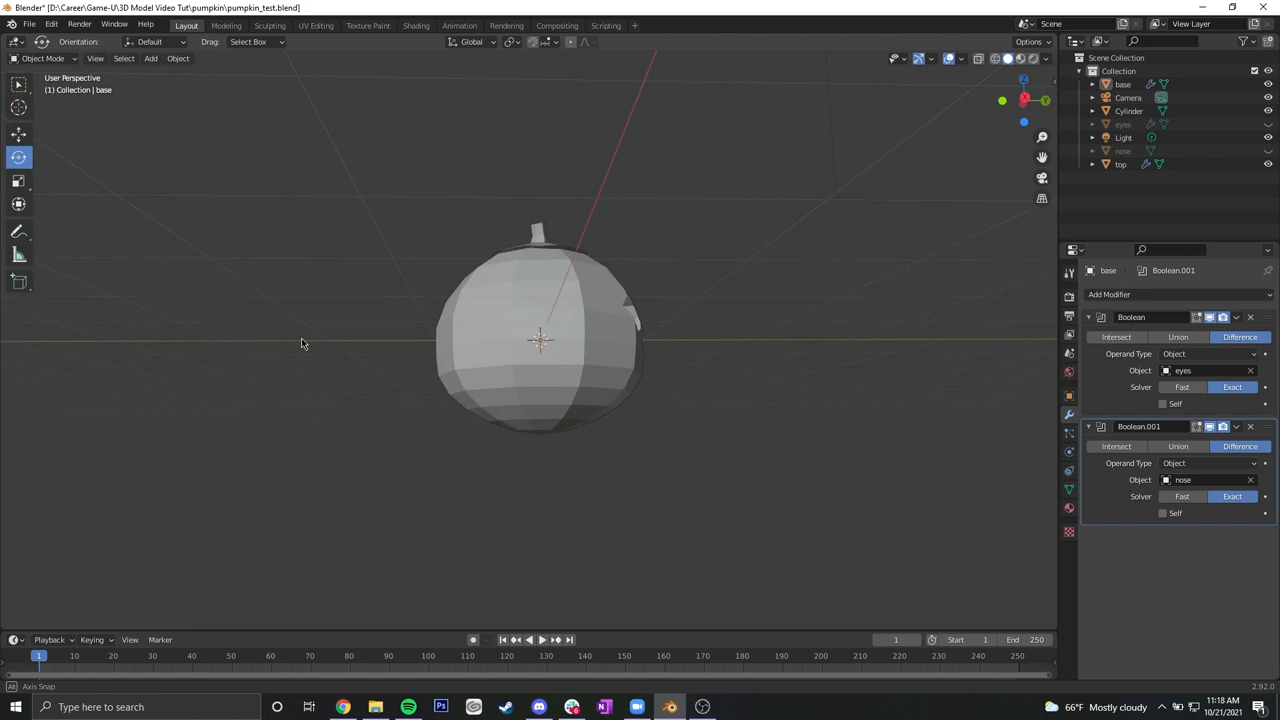 Blender* [D:\Career\Game-U\3D Model Video Tut\pumpkin\pumpkin_test.blend]
File Edit Render Window Help Layout Modeling Sculpting UV Editing Texture Paint Shading Animation Rendering Compositing Scripting Scene View Layer
Orientation: Default Drag: Select Box Global Options
Object Mode View Select Add Object
User Perspective
(1) Collection | base
Z
X
Y
Scene Collection
Collection
base
Camera
Cylinder
eyes
Light
nose
top
base Boolean.001
Add Modifier
Boolean
Intersect Union Difference
Operand Type Object
Object eyes
Solver Fast Exact
Self
Boolean.001
Intersect Union Difference
Operand Type Object
Object nose
Solver Fast Exact
Self
Playback Keying View Marker 1 Start 1 End 250
1 10 20 30 40 50 60 70 80 90 100 110 120 130 140 150 160 170 180 190 200 210 220 230 240 250
Alt Axis Snap 2.92.0
Type here to search
66°F Mostly cloudy
11:18 AM
10/21/2021